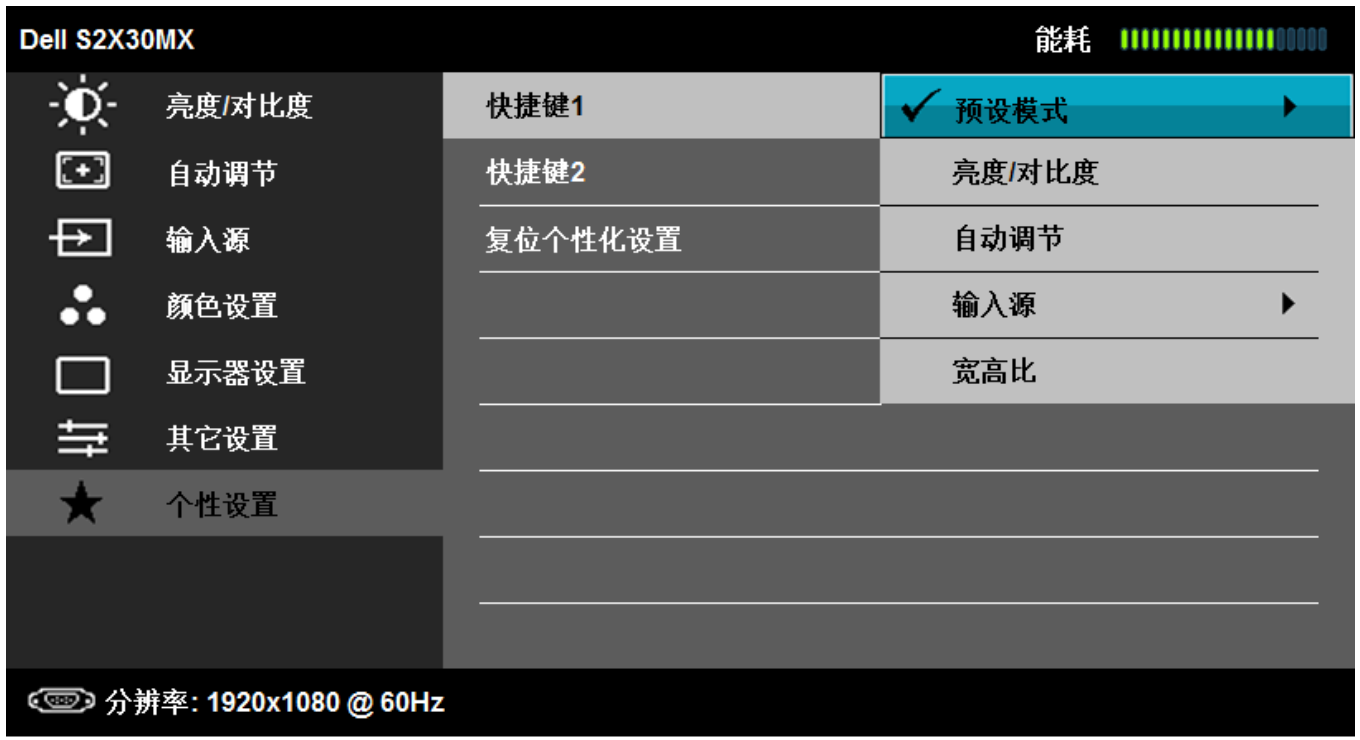 Dell S2X30MX 能耗
亮度/对比度 快捷键1 预设模式
自动调节 快捷键2 亮度/对比度
输入源 复位个性化设置 自动调节
颜色设置 输入源
显示器设置 宽高比
其它设置
个性设置
分辨率: 1920x1080 @ 60Hz